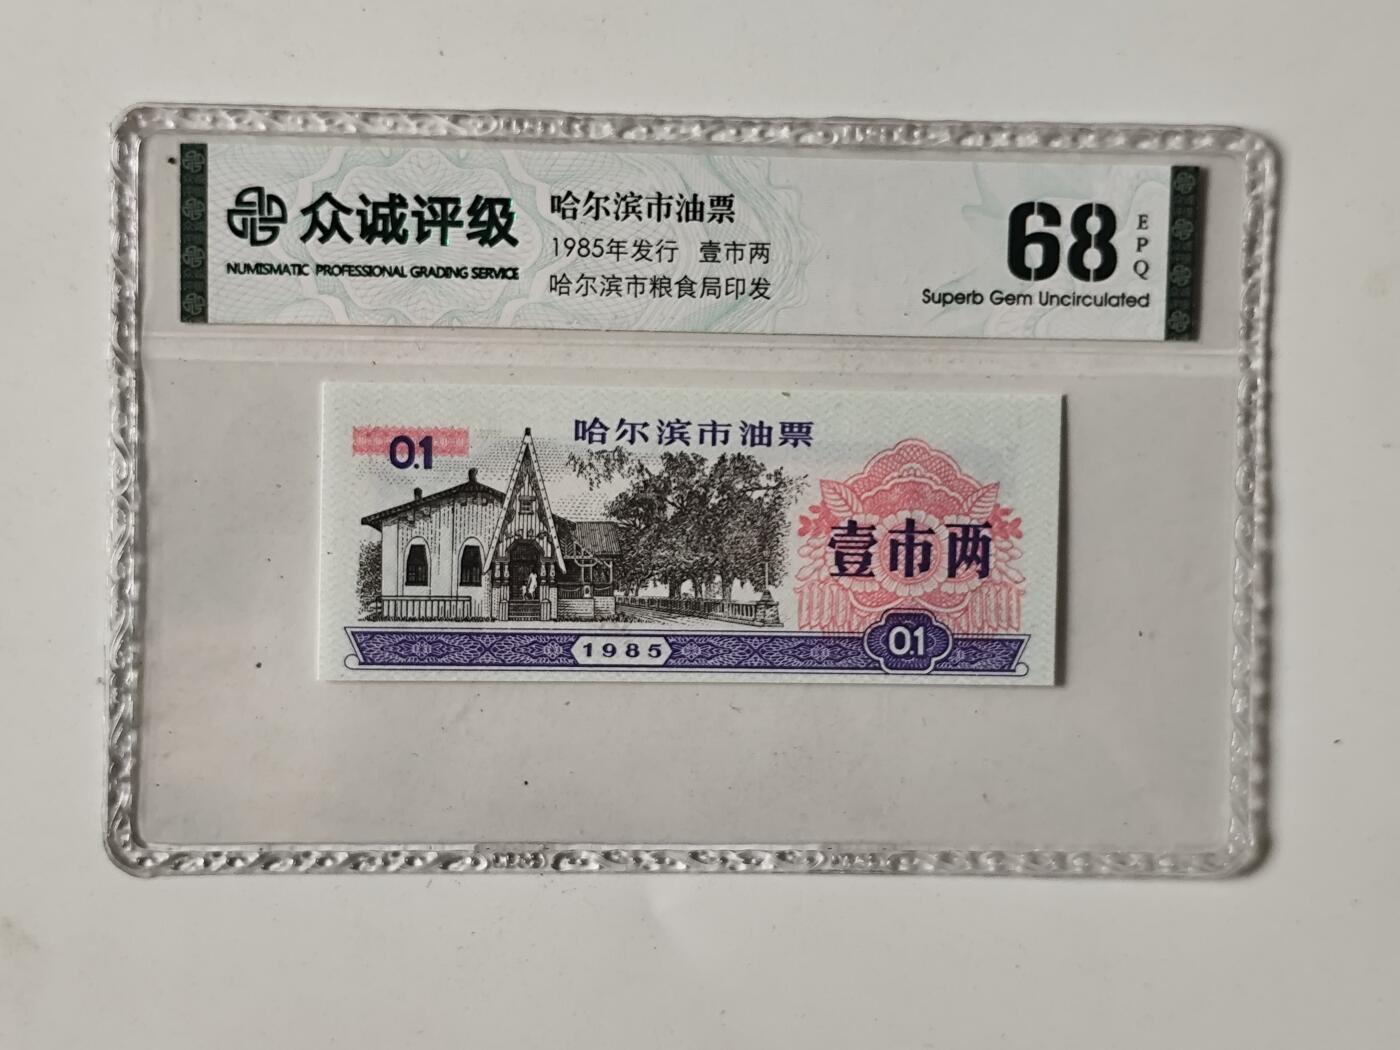 众诚评级
NUMISMATIC PROFESSIONAL GRADING SERVICE
哈尔滨市油票
1985年发行 壹市两
哈尔滨市粮食局印发
68
EPQ
Superb Gem Uncirculated
哈尔滨市油票
0.1
壹市两
1985
0.1